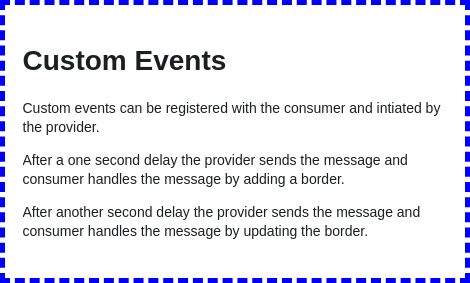 Custom Events
Custom events can be registered with the consumer and intiated by
the provider.
After a one second delay the provider sends the message and
consumer handles the message by adding a border.
After another second delay the provider sends the message and
consumer handles the message by updating the border.